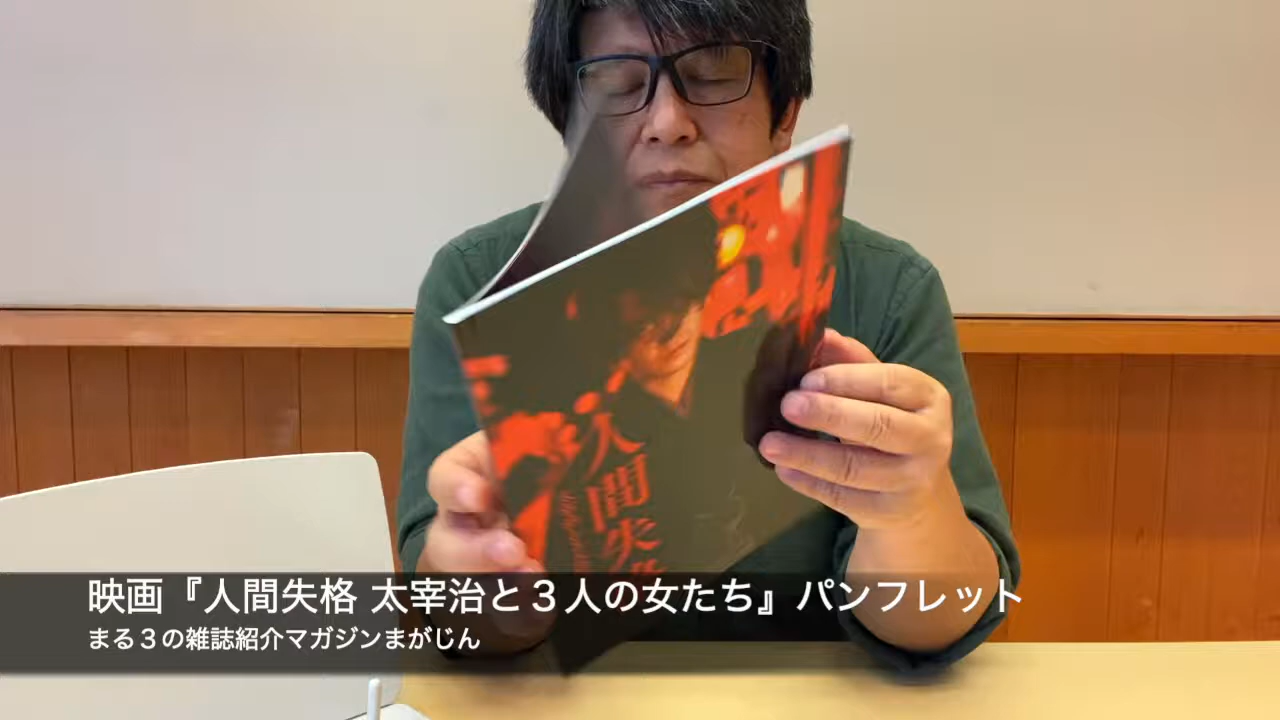 人間失格
映画『人間失格 太宰治と３人の女たち』パンフレット
まる３の雑誌紹介マガジンまがじん